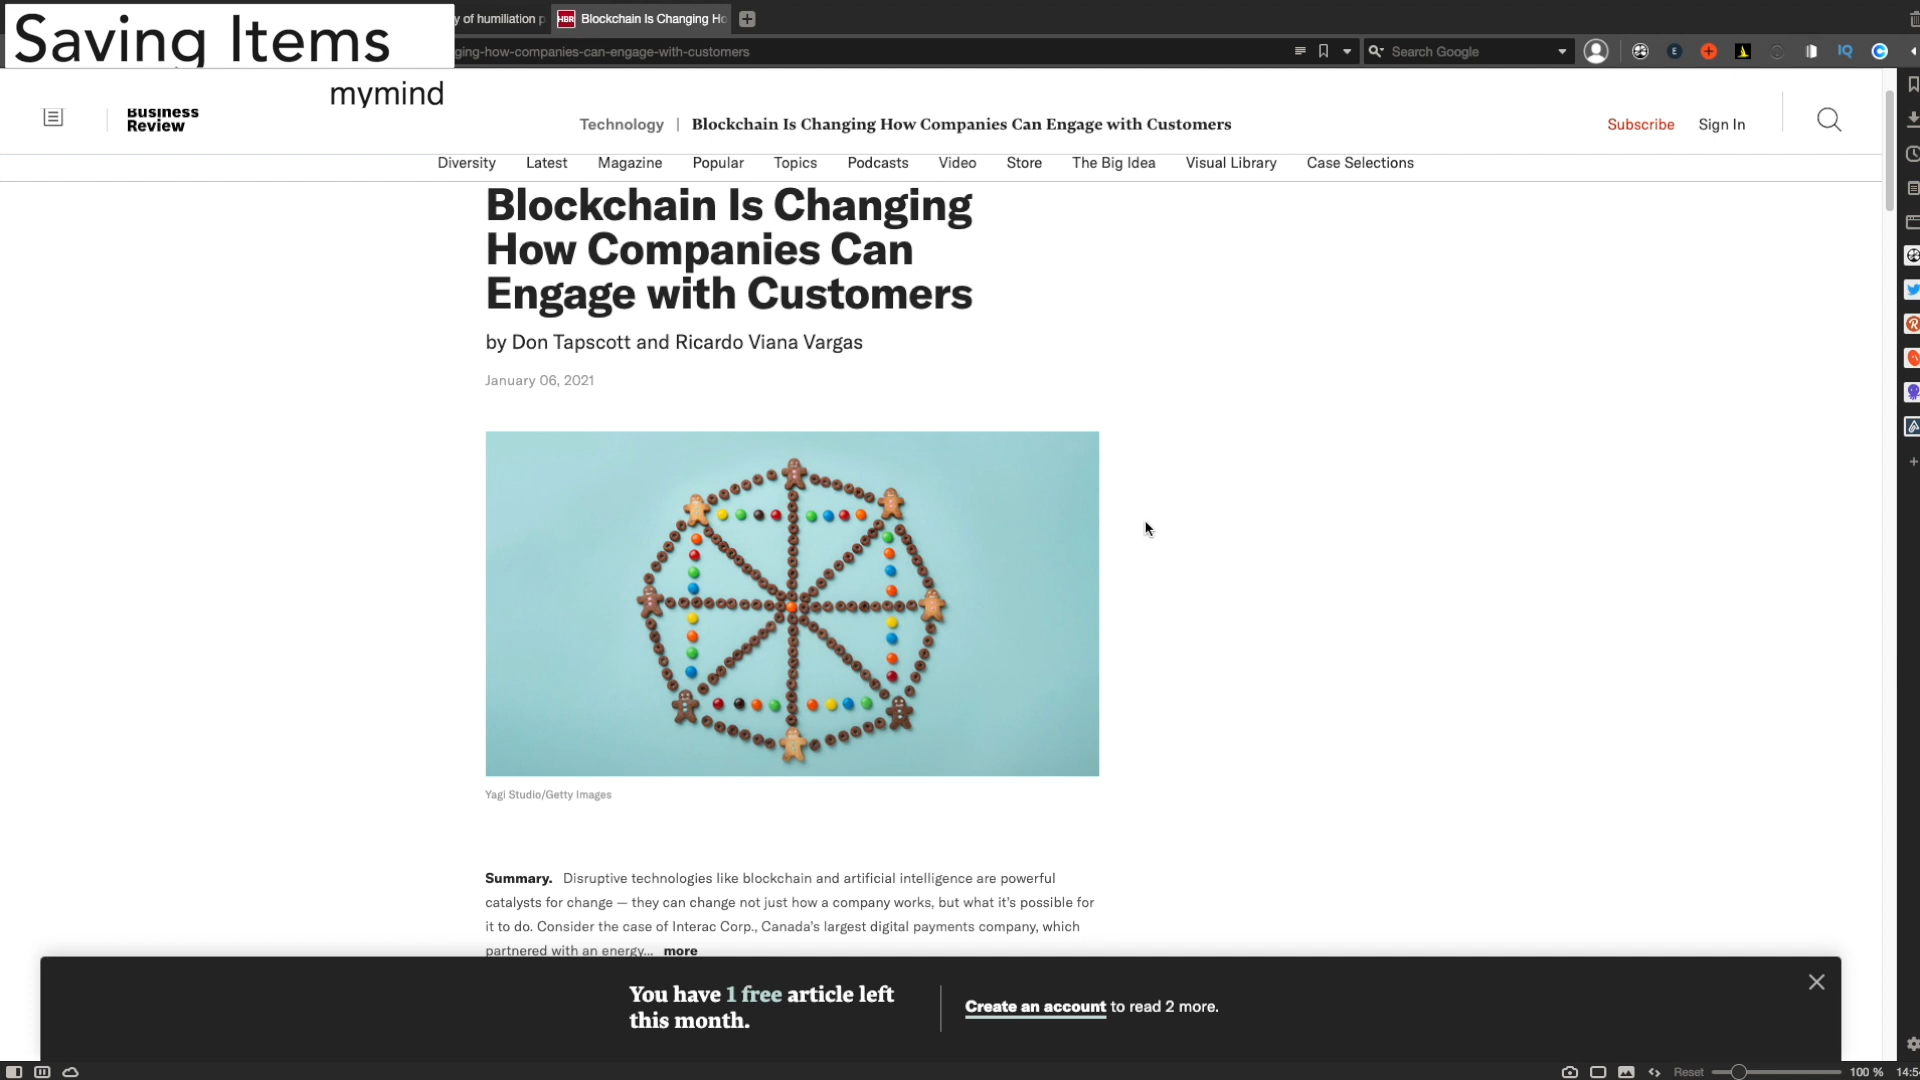 Saving Items
mymind
y of humiliation p
HBR Blockchain Is Changing Ho
ging-how-companies-can-engage-with-customers
Search Google
Business
Review
Technology | Blockchain Is Changing How Companies Can Engage with Customers
Subscribe Sign In
Diversity Latest Magazine Popular Topics Podcasts Video Store The Big Idea Visual Library Case Selections
Blockchain Is Changing
How Companies Can
Engage with Customers
by Don Tapscott and Ricardo Viana Vargas
January 06, 2021
Yagi Studio/Getty Images
Summary. Disruptive technologies like blockchain and artificial intelligence are powerful
catalysts for change — they can change not just how a company works, but what it's possible for
it to do. Consider the case of Interac Corp., Canada's largest digital payments company, which
partnered with an energy... more
You have 1 free article left
this month.
Create an account to read 2 more.
Reset 100 % 14:5